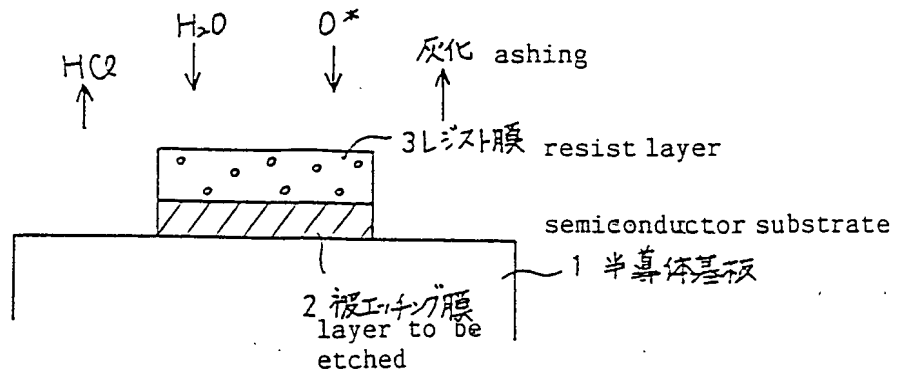 H₂O
O*
HCl
灰化 ashing
3 レジスト膜 resist layer
semiconductor substrate
1 半導体基板
2 被エッチング膜
layer to be
etched